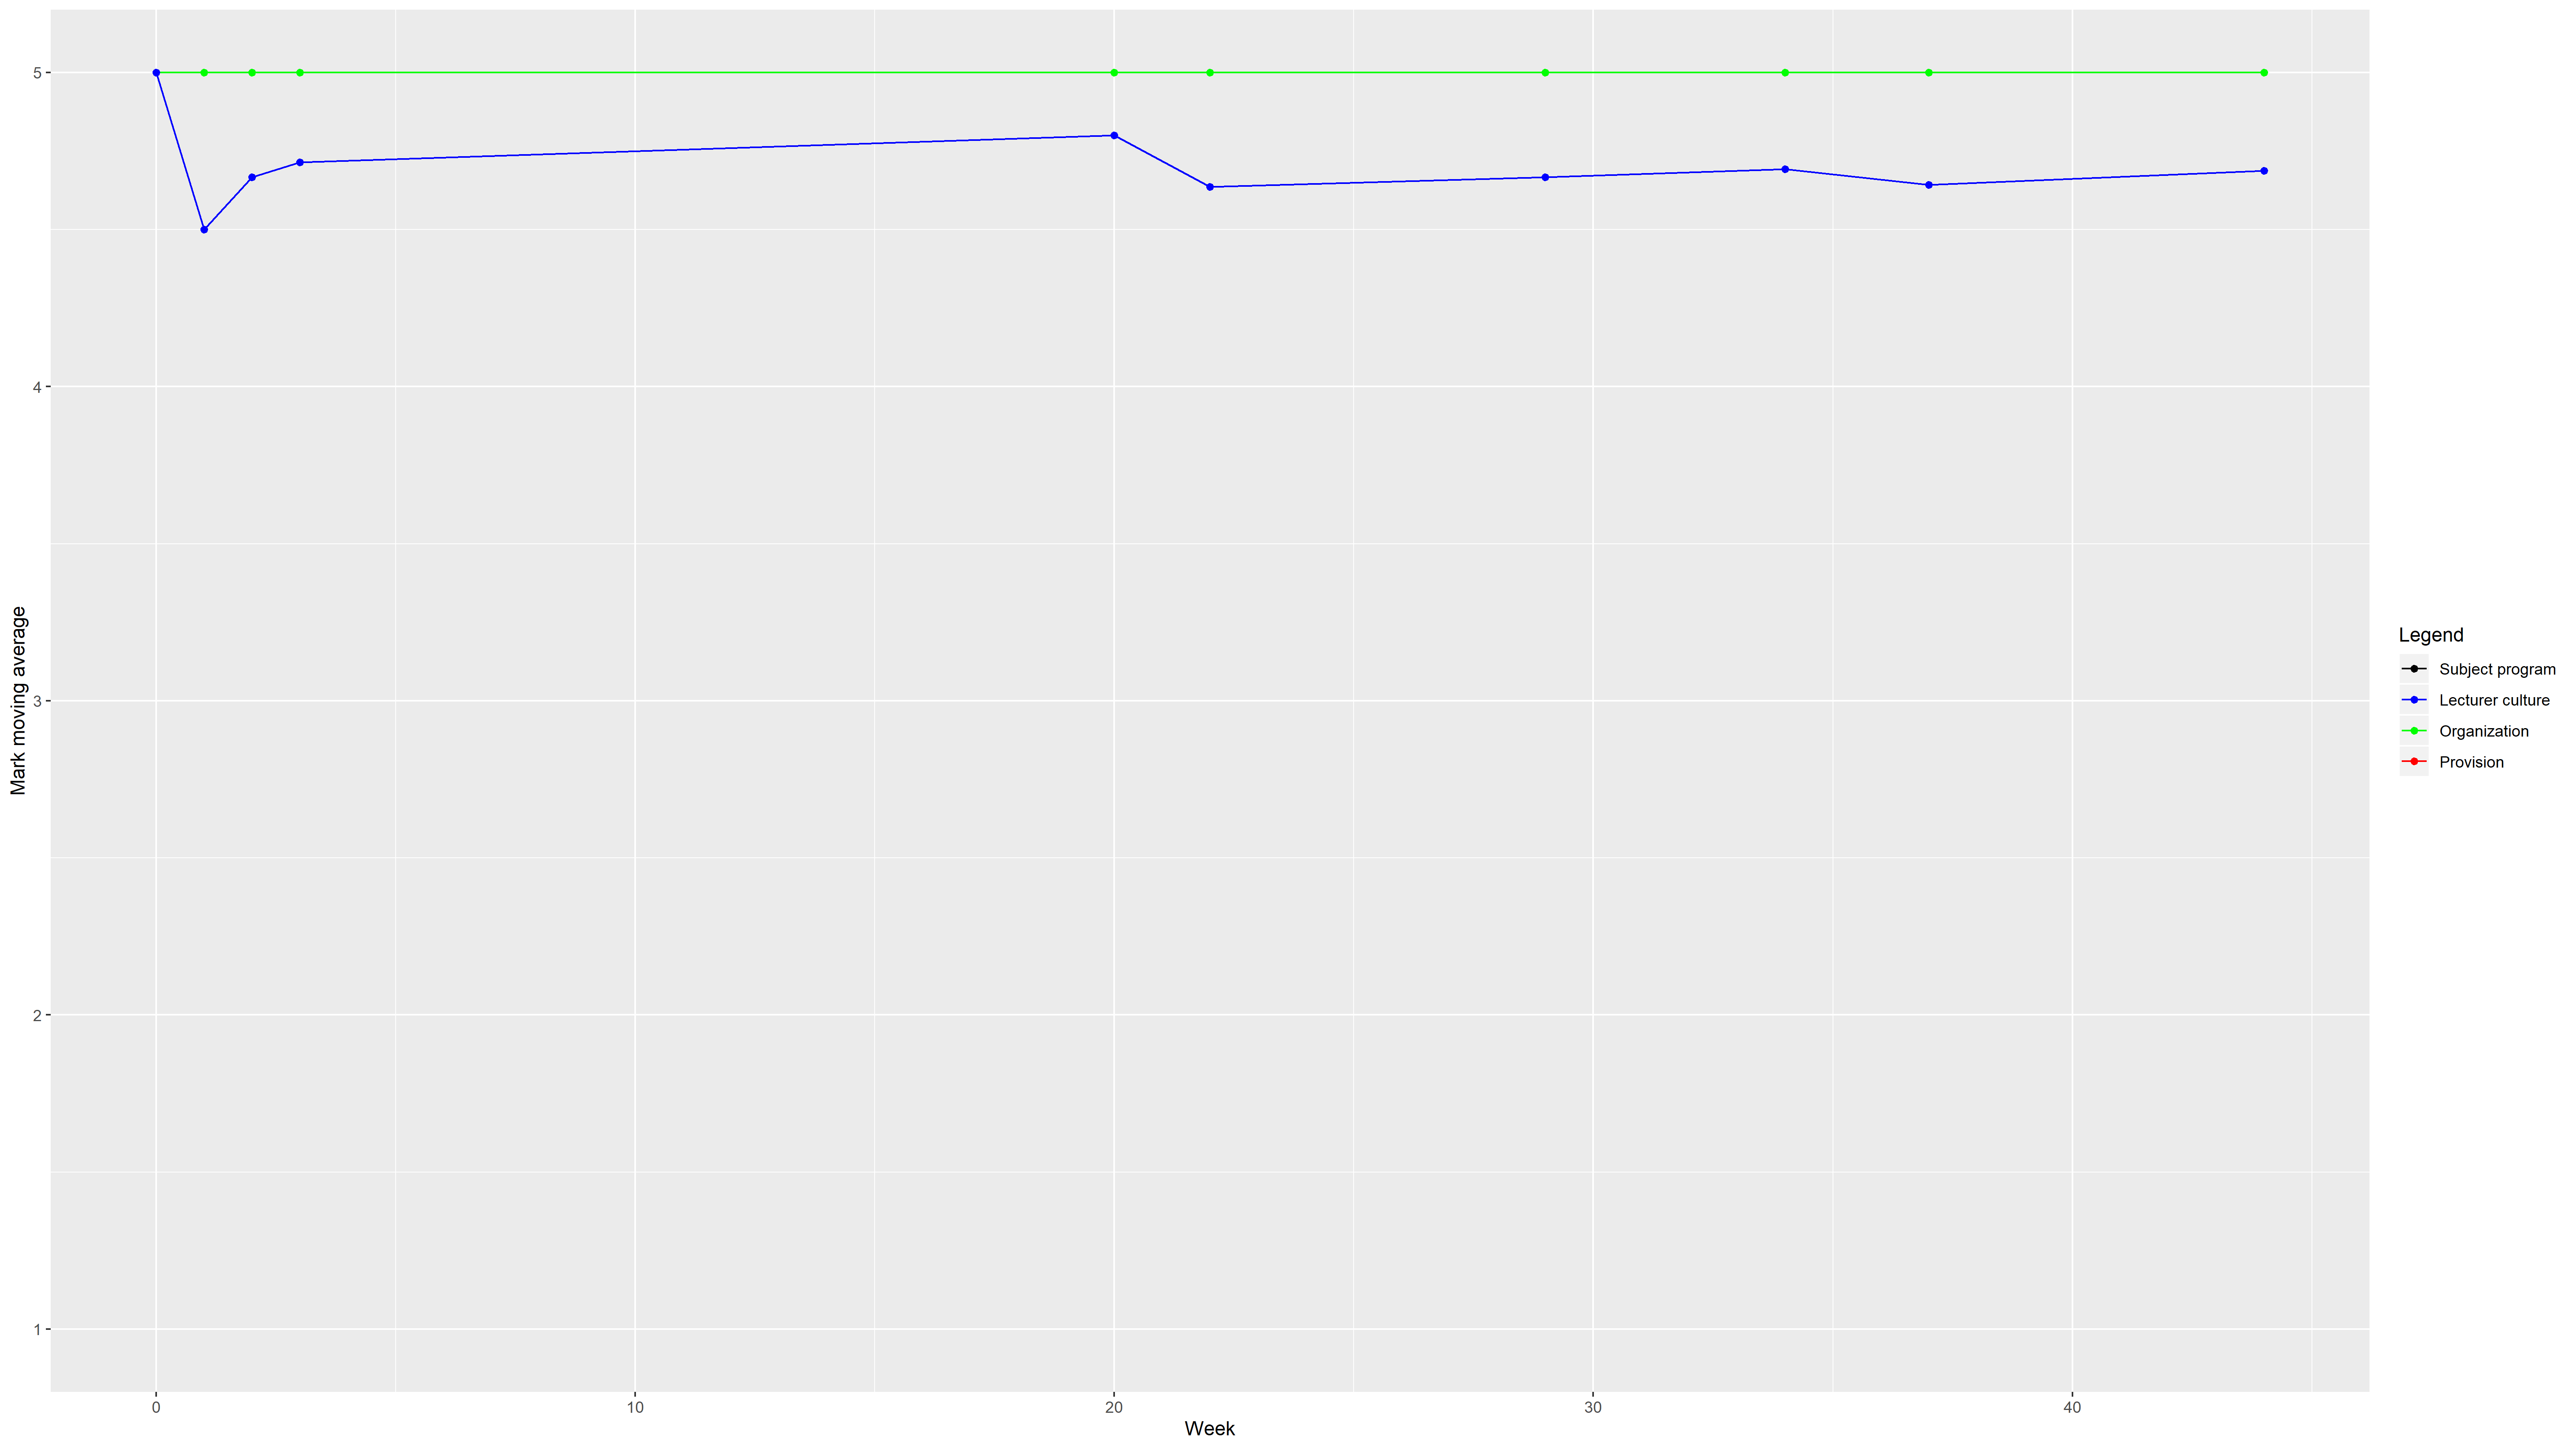 5
4
3
2
1
Mark moving average
0 10 20 30 40
Week
Legend
Subject program
Lecturer culture
Organization
Provision